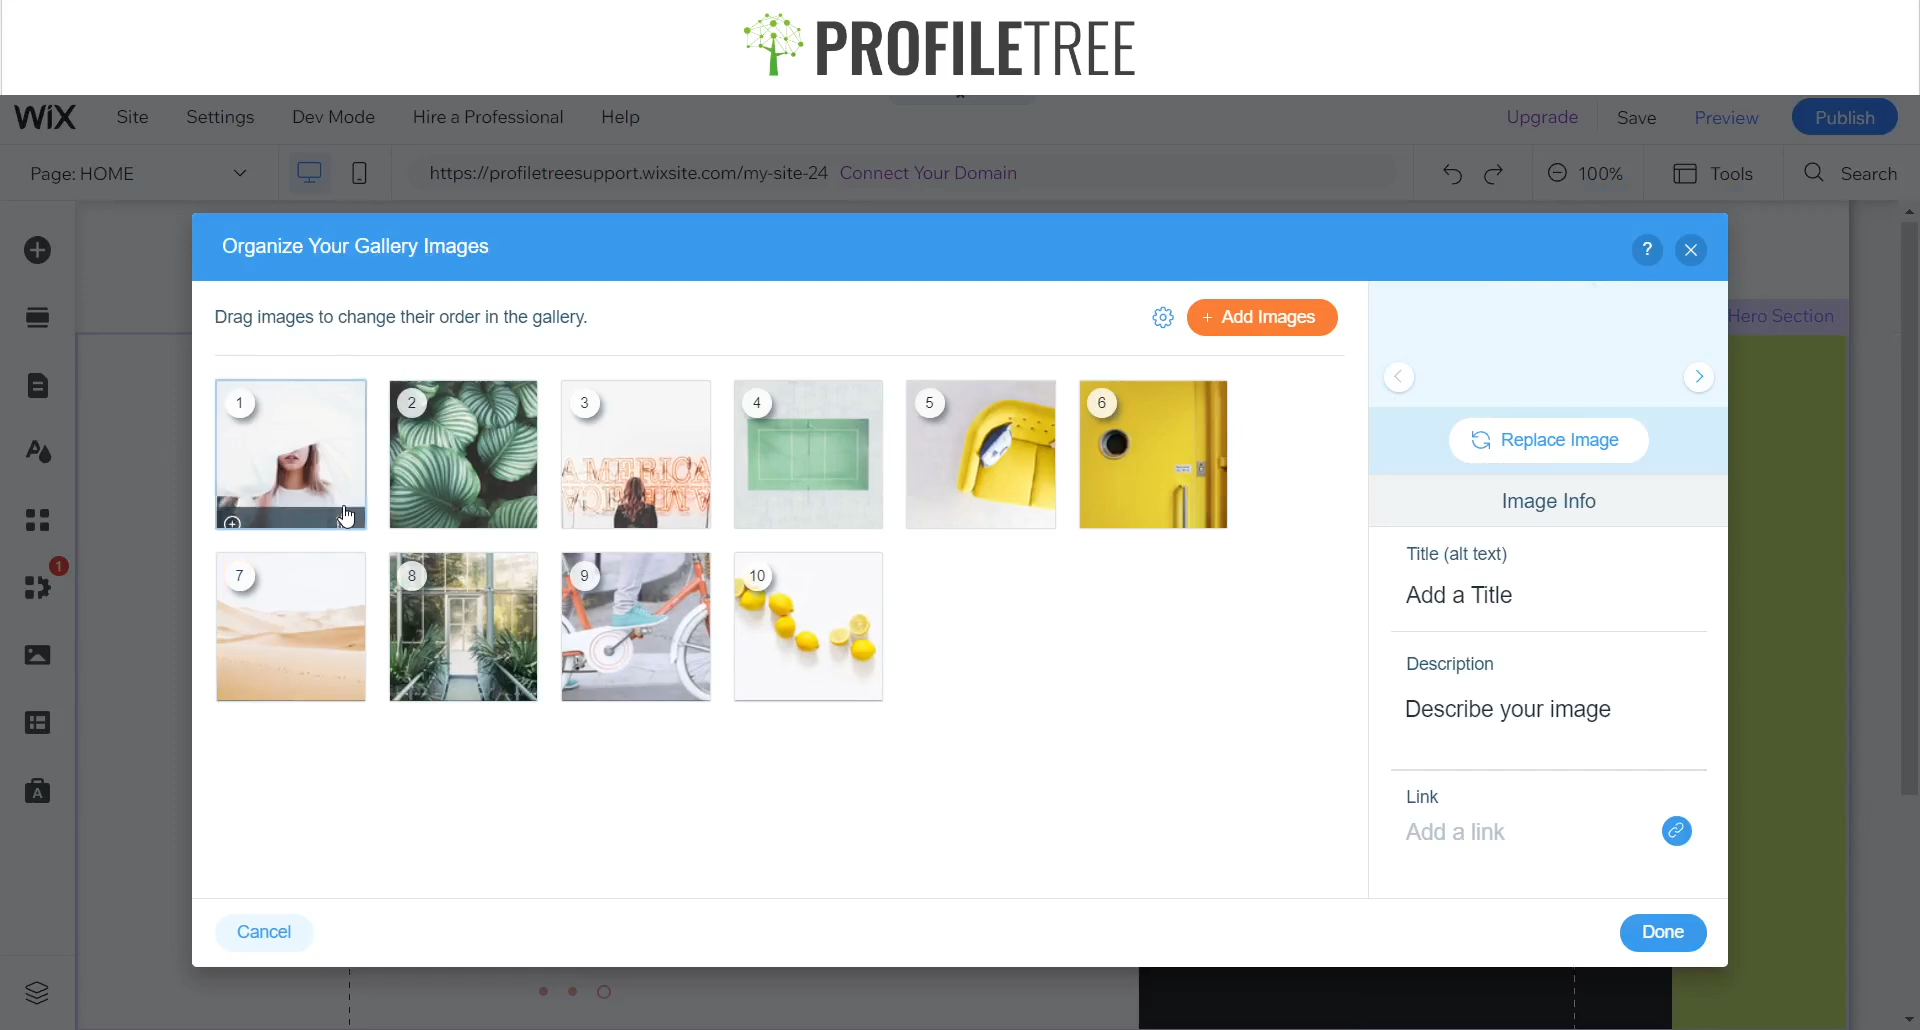 PROFILETREE
WiX Site Settings Dev Mode Hire a Professional Help Upgrade Save Preview Publish
Page: HOME https://profiletreesupport.wixsite.com/my-site-24 Connect Your Domain 100% Tools Search
Organize Your Gallery Images ?
Hero Section
Drag images to change their order in the gallery. + Add Images
1 2 3 4 5 6
AMERICA
Replace Image
Image Info
Title (alt text)
Add a Title
1
7 8 9 10
Description
Describe your image
A
Link
Add a link
Cancel Done